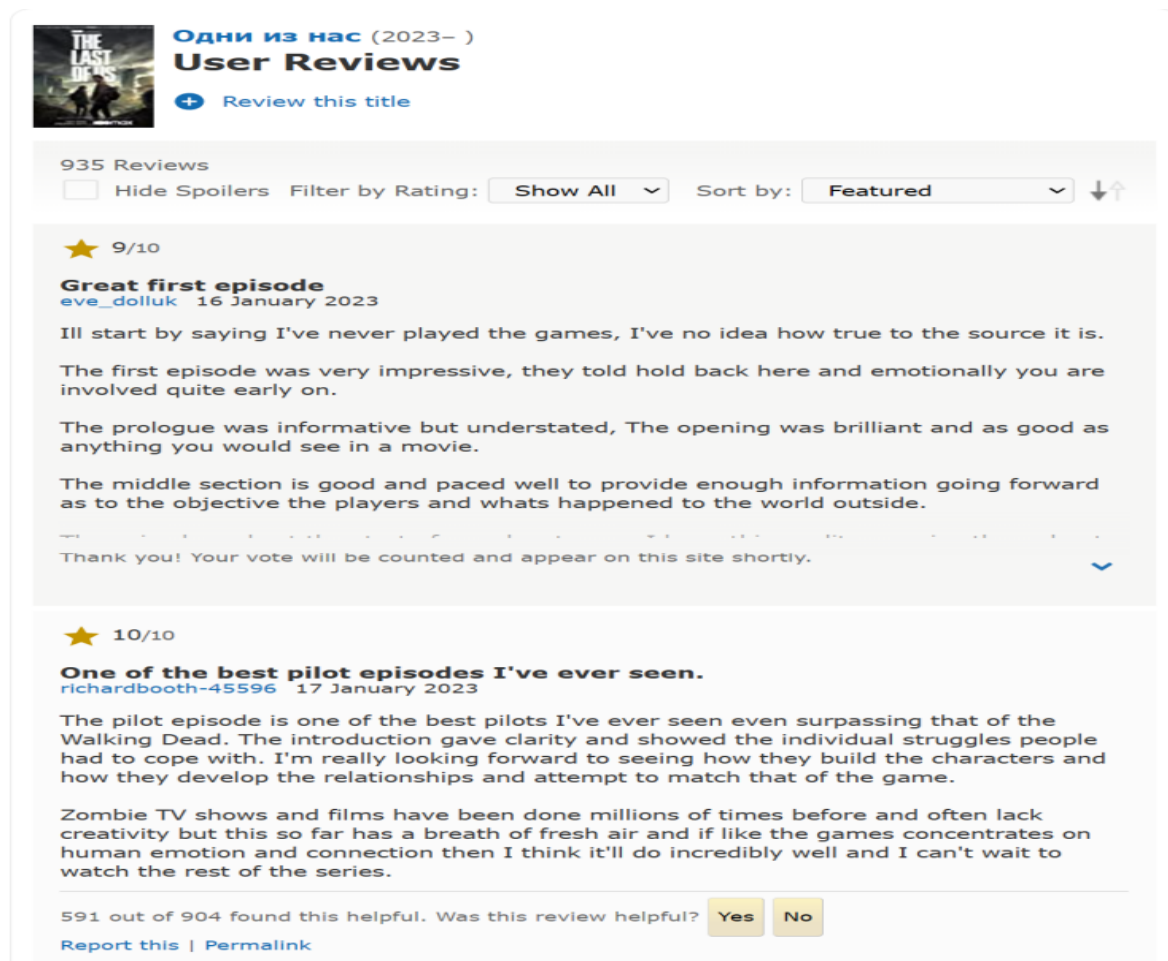 THE
LAST
OF US
HBOMAX
Одни из нас (2023– )
User Reviews
+ Review this title
935 Reviews
Hide Spoilers Filter by Rating: Show All Sort by: Featured
9/10
Great first episode
eve_dolluk 16 January 2023
Ill start by saying I've never played the games, I've no idea how true to the source it is.
The first episode was very impressive, they told hold back here and emotionally you are
involved quite early on.
The prologue was informative but understated, The opening was brilliant and as good as
anything you would see in a movie.
The middle section is good and paced well to provide enough information going forward
as to the objective the players and whats happened to the world outside.
Thank you! Your vote will be counted and appear on this site shortly.
10/10
One of the best pilot episodes I've ever seen.
richardbooth-45596 17 January 2023
The pilot episode is one of the best pilots I've ever seen even surpassing that of the
Walking Dead. The introduction gave clarity and showed the individual struggles people
had to cope with. I'm really looking forward to seeing how they build the characters and
how they develop the relationships and attempt to match that of the game.
Zombie TV shows and films have been done millions of times before and often lack
creativity but this so far has a breath of fresh air and if like the games concentrates on
human emotion and connection then I think it'll do incredibly well and I can't wait to
watch the rest of the series.
591 out of 904 found this helpful. Was this review helpful? Yes No
Report this | Permalink